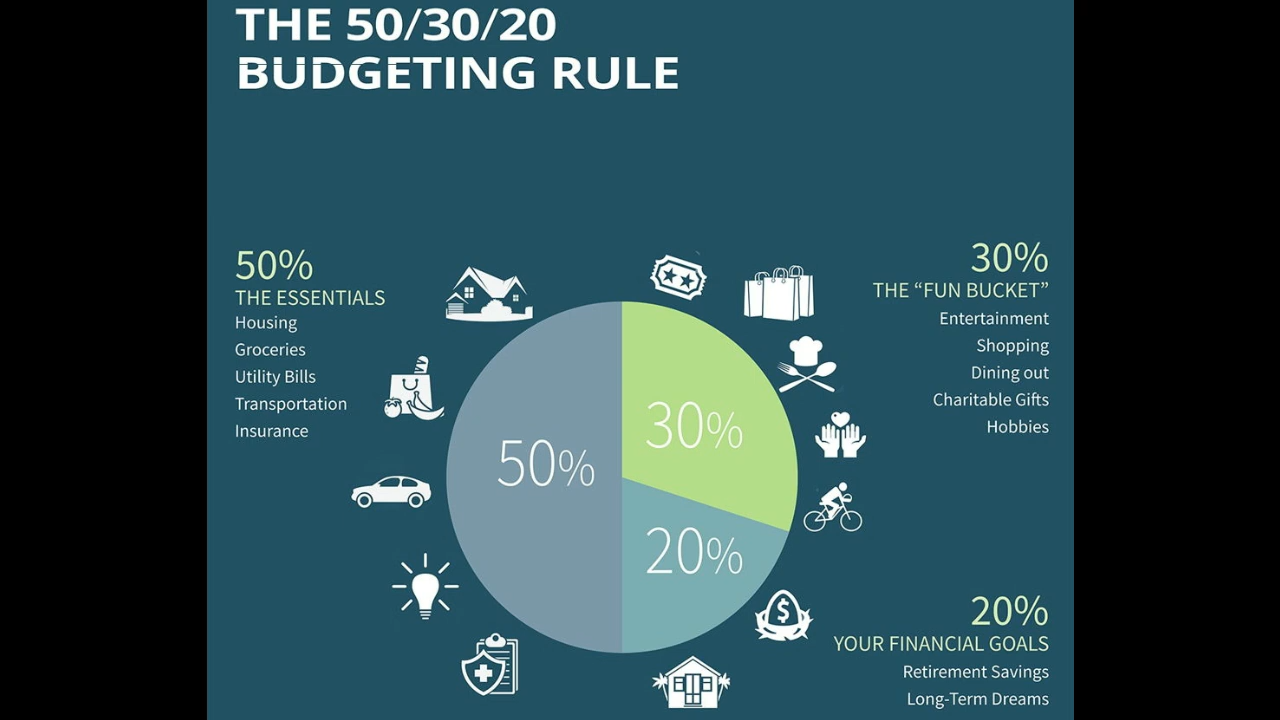 THE 50/30/20
BUDGETING RULE
50%
THE ESSENTIALS
Housing
Groceries
Utility Bills
Transportation
Insurance
30%
THE “FUN BUCKET”
Entertainment
Shopping
Dining out
Charitable Gifts
Hobbies
50%
30%
20%
$
20%
YOUR FINANCIAL GOALS
Retirement Savings
Long-Term Dreams